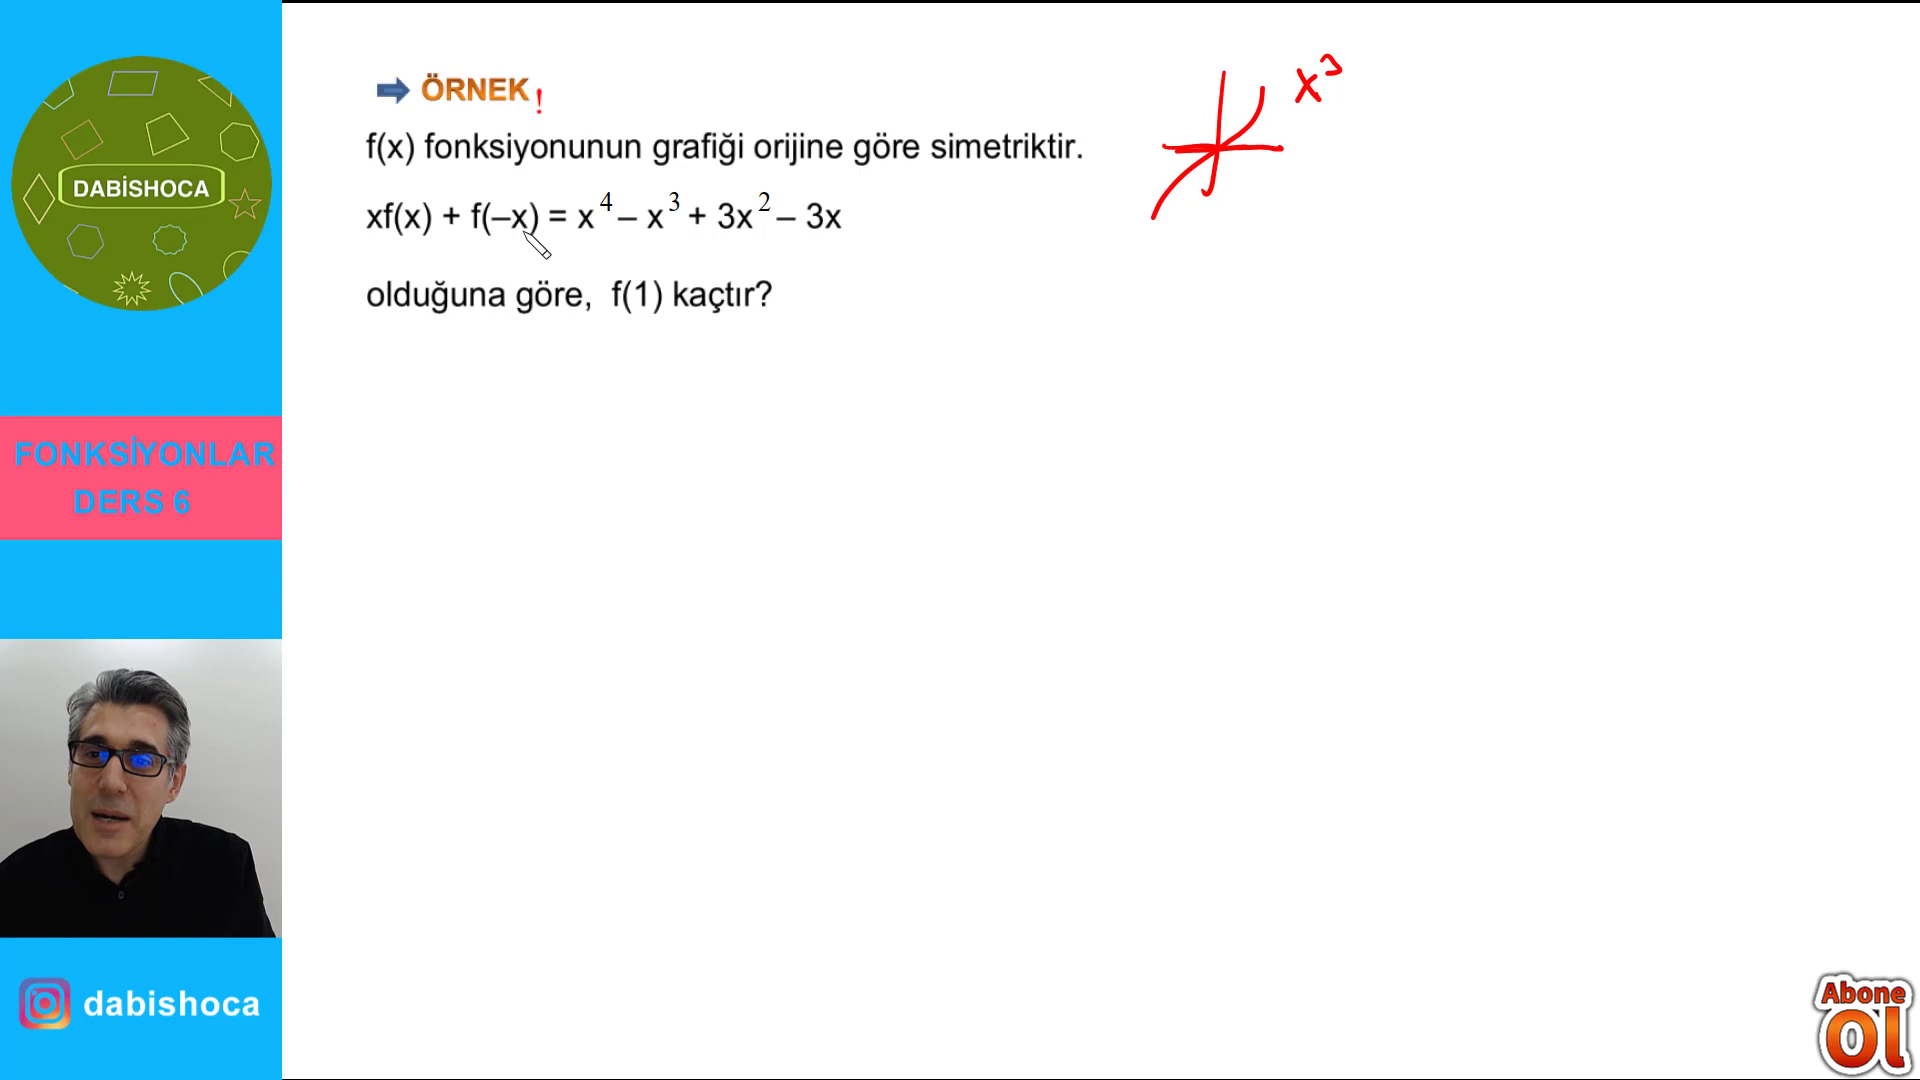 DABİSHOCA
FONKSİYONLAR
DERS 6
dabishoca
ÖRNEK!
f(x) fonksiyonunun grafiği orijine göre simetriktir.
xf(x) + f(–x) = x⁴ – x³ + 3x² – 3x
olduğuna göre, f(1) kaçtır?
x³
Abone
Ol